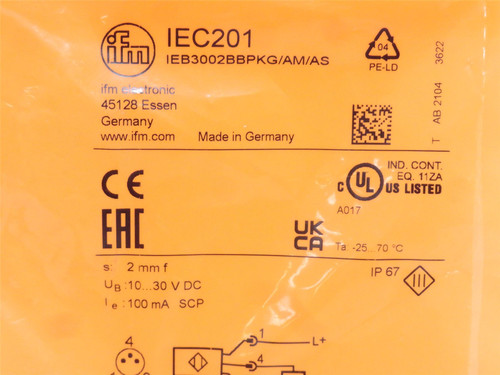 ifm
IEC201
IEB3002BBPKG/AM/AS
04
PE-LD
T AB 2104 3622
ifm electronic
45128 Essen
Germany
www.ifm.com Made in Germany
CE
EAC
C UL US LISTED
IND. CONT.
EQ. 11ZA
A017
UK
CA
Ta: -25...70 °C
s: 2 mm f
UB: 10...30 V DC
Ie: 100 mA SCP
IP 67
III
4
1
L+
4